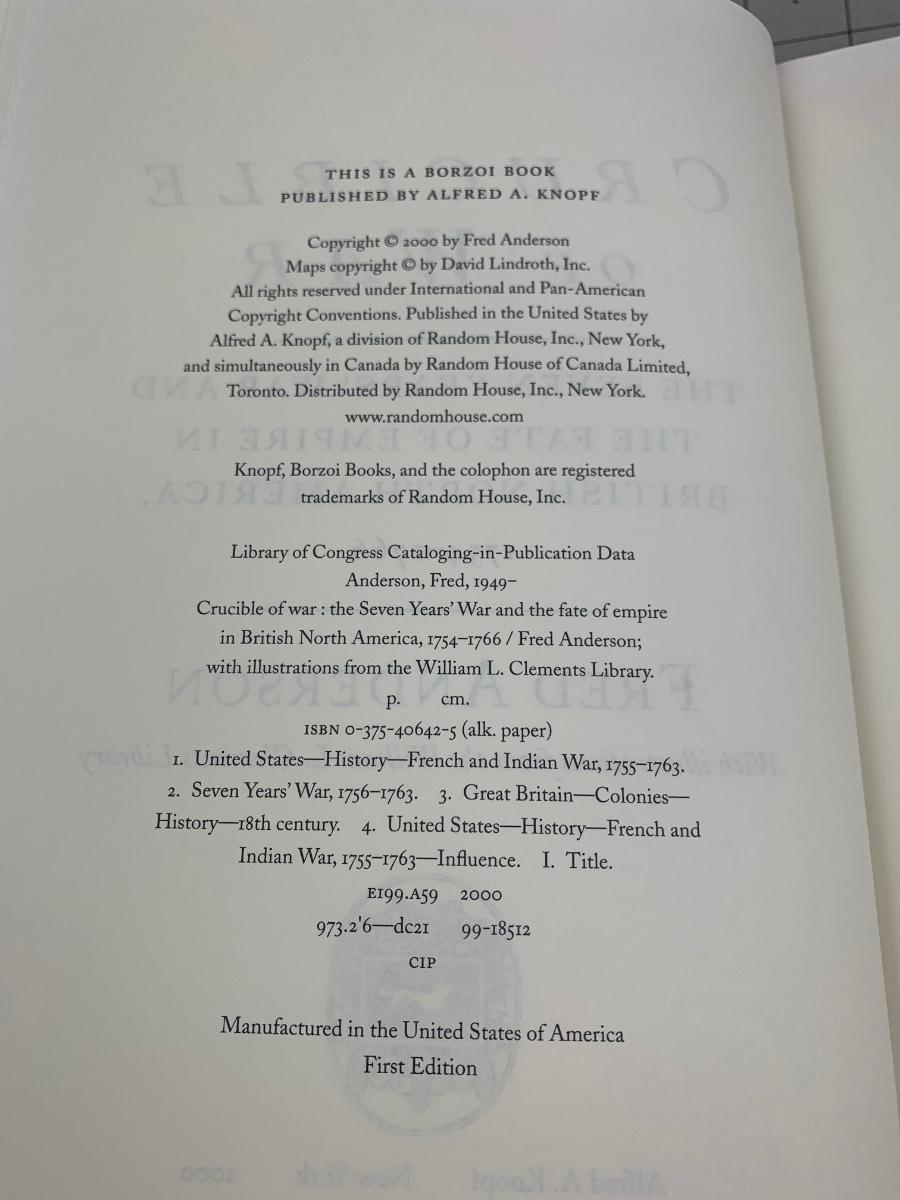 THIS IS A BORZOI BOOK
PUBLISHED BY ALFRED A. KNOPF
Copyright © 2000 by Fred Anderson
Maps copyright © by David Lindroth, Inc.
All rights reserved under International and Pan-American
Copyright Conventions. Published in the United States by
Alfred A. Knopf, a division of Random House, Inc., New York,
and simultaneously in Canada by Random House of Canada Limited,
Toronto. Distributed by Random House, Inc., New York.
www.randomhouse.com
Knopf, Borzoi Books, and the colophon are registered
trademarks of Random House, Inc.
Library of Congress Cataloging-in-Publication Data
Anderson, Fred, 1949–
Crucible of war : the Seven Years' War and the fate of empire
in British North America, 1754–1766 / Fred Anderson;
with illustrations from the William L. Clements Library.
p. cm.
ISBN 0-375-40642-5 (alk. paper)
1. United States—History—French and Indian War, 1755–1763.
2. Seven Years' War, 1756–1763. 3. Great Britain—Colonies—
History—18th century. 4. United States—History—French and
Indian War, 1755–1763—Influence. I. Title.
E199.A59 2000
973.2'6—dc21 99-18512
CIP
Manufactured in the United States of America
First Edition